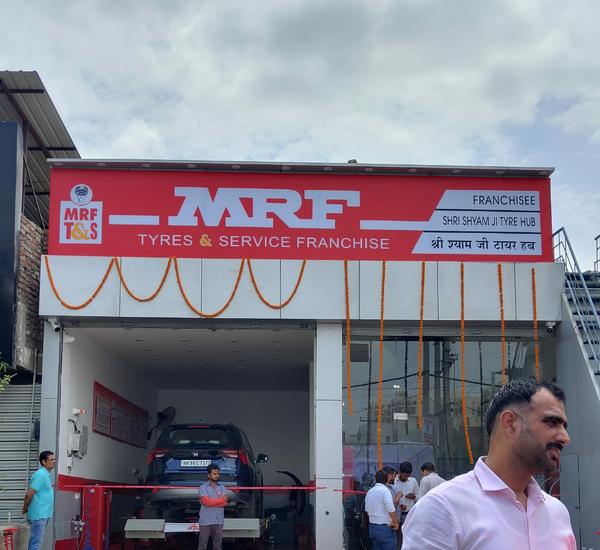 MRF
T&S
MRF
TYRES & SERVICE FRANCHISE
FRANCHISEE
SHRI SHYAM JI TYRE HUB
श्री श्याम जी टायर हब